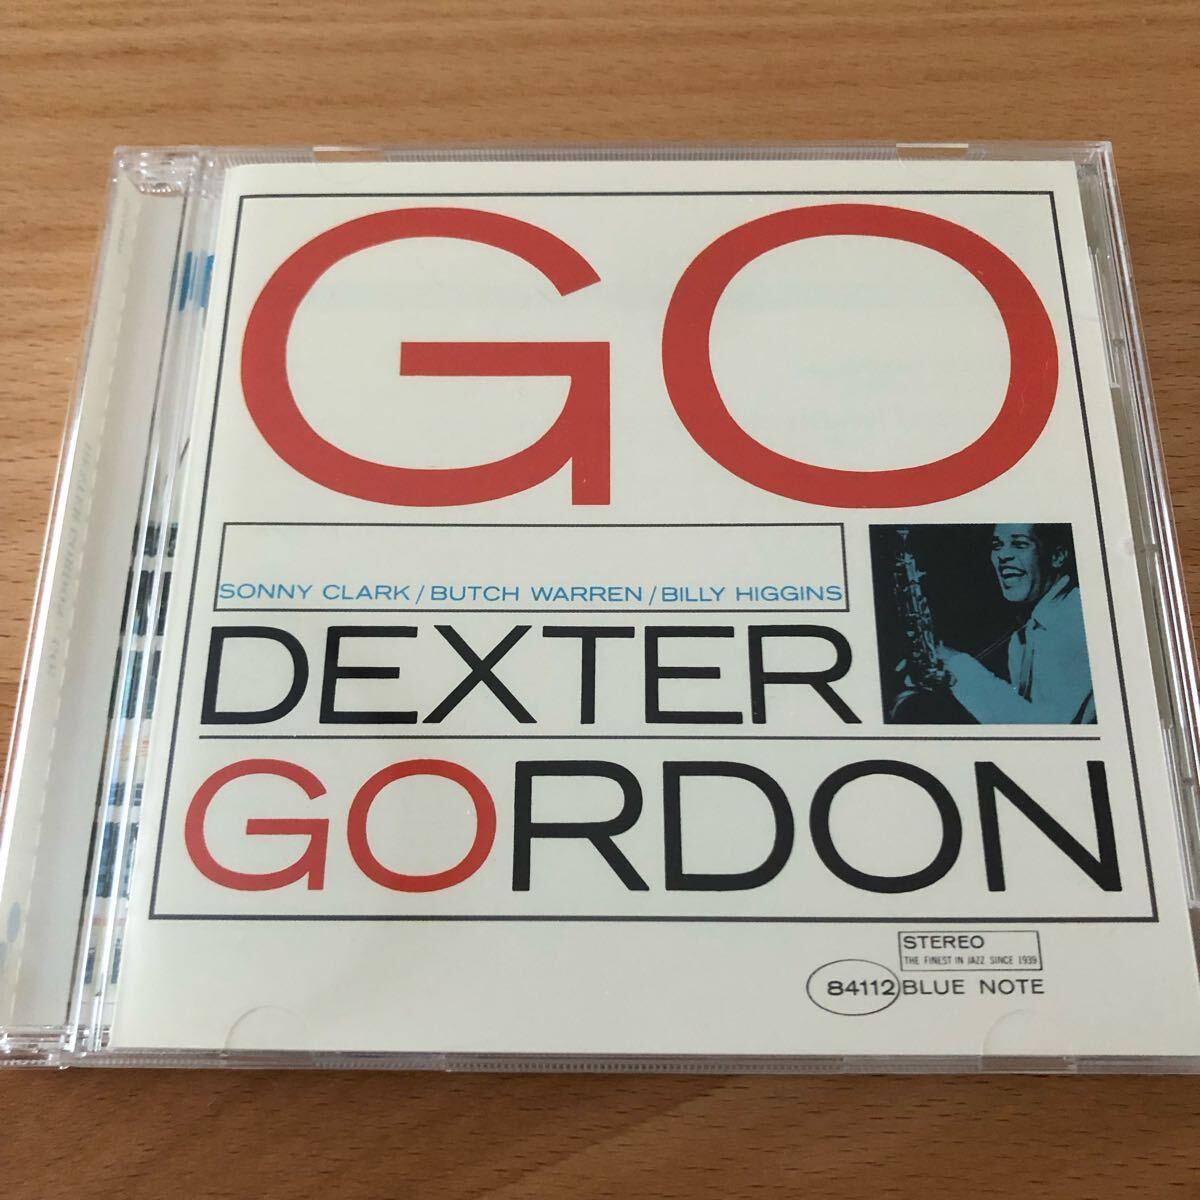 GO
SONNY CLARK/BUTCH WARREN/BILLY HIGGINS
DEXTER
GORDON
STEREO
THE FINEST IN JAZZ SINCE 1939
84112 BLUE NOTE